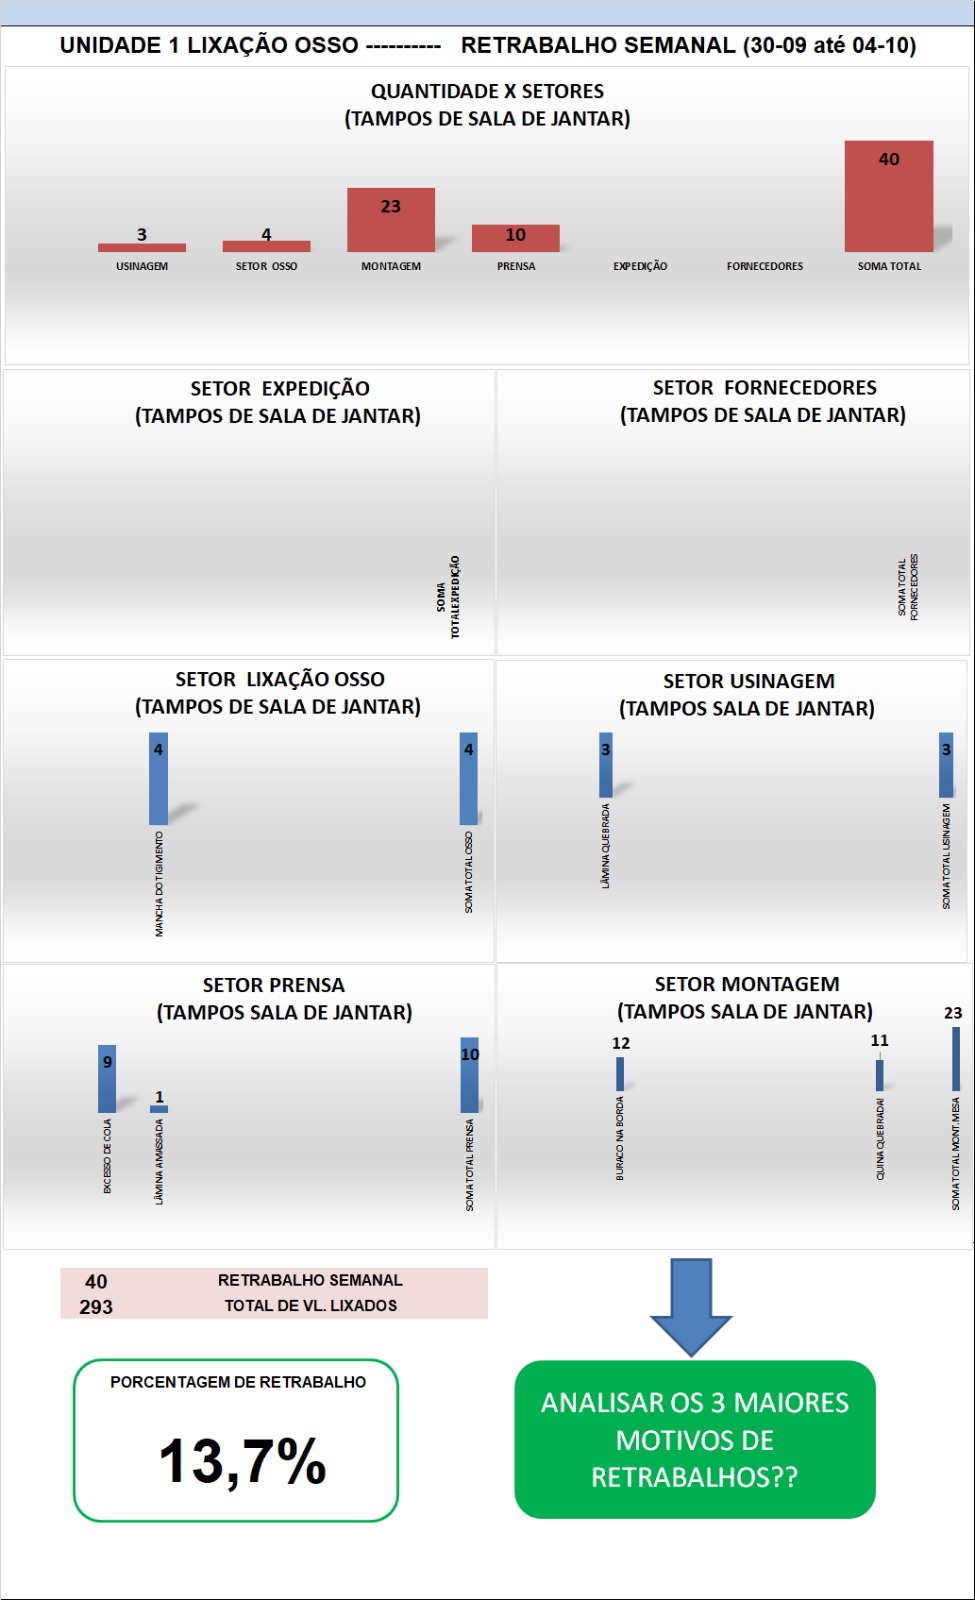 UNIDADE 1 LIXAÇÃO OSSO ---------- RETRABALHO SEMANAL (30-09 até 04-10)
QUANTIDADE X SETORES
(TAMPOS DE SALA DE JANTAR)
3
4
23
10
40
USINAGEM
SETOR OSSO
MONTAGEM
PRENSA
EXPEDIÇÃO
FORNECEDORES
SOMA TOTAL
SETOR EXPEDIÇÃO
(TAMPOS DE SALA DE JANTAR)
SOMA
TOTALEXPEDIÇÃO
SETOR FORNECEDORES
(TAMPOS DE SALA DE JANTAR)
SOMA TOTAL
FORNECEDORES
SETOR LIXAÇÃO OSSO
(TAMPOS DE SALA DE JANTAR)
4
4
MANCHA DO TIGIMENTO
SOMA TOTAL OSSO
SETOR USINAGEM
(TAMPOS SALA DE JANTAR)
3
3
LÂMINA QUEBRADA
SOMA TOTAL USINAGEM
SETOR PRENSA
(TAMPOS SALA DE JANTAR)
9
1
10
EXCESSO DE COLA
LÂMINA AMASSADA
SOMA TOTAL PRENSA
SETOR MONTAGEM
(TAMPOS SALA DE JANTAR)
12
11
23
BURACO NA BORDA
QUINA QUEBRADA!
SOMA TOTAL MONT.MESA
40 RETRABALHO SEMANAL
293 TOTAL DE VL. LIXADOS
PORCENTAGEM DE RETRABALHO
13,7%
ANALISAR OS 3 MAIORES
MOTIVOS DE
RETRABALHOS??